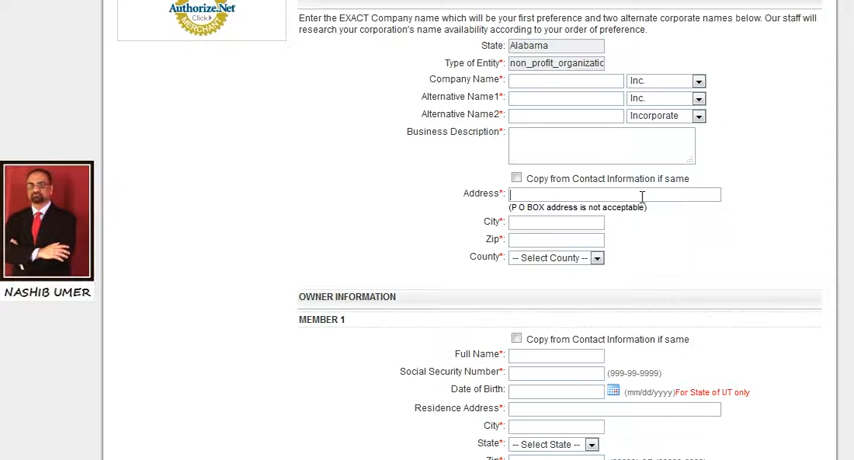 Authorize.Net
Click
MERCHANT
Enter the EXACT Company name which will be your first preference and two alternate corporate names below. Our staff will
research your corporation's name availability according to your order of preference.
State: Alabama
Type of Entity*: non_profit_organizatic
Company Name*: Inc.
Alternative Name1*: Inc.
Alternative Name2*: Incorporate
Business Description*:
Copy from Contact Information if same
Address*:
(P O BOX address is not acceptable)
City*:
Zip*:
County*: -- Select County --
NASHIB UMER
OWNER INFORMATION
MEMBER 1
Copy from Contact Information if same
Full Name*:
Social Security Number*: (999-99-9999)
Date of Birth: (mm/dd/yyyy)For State of UT only
Residence Address*:
City*:
State*: -- Select State --